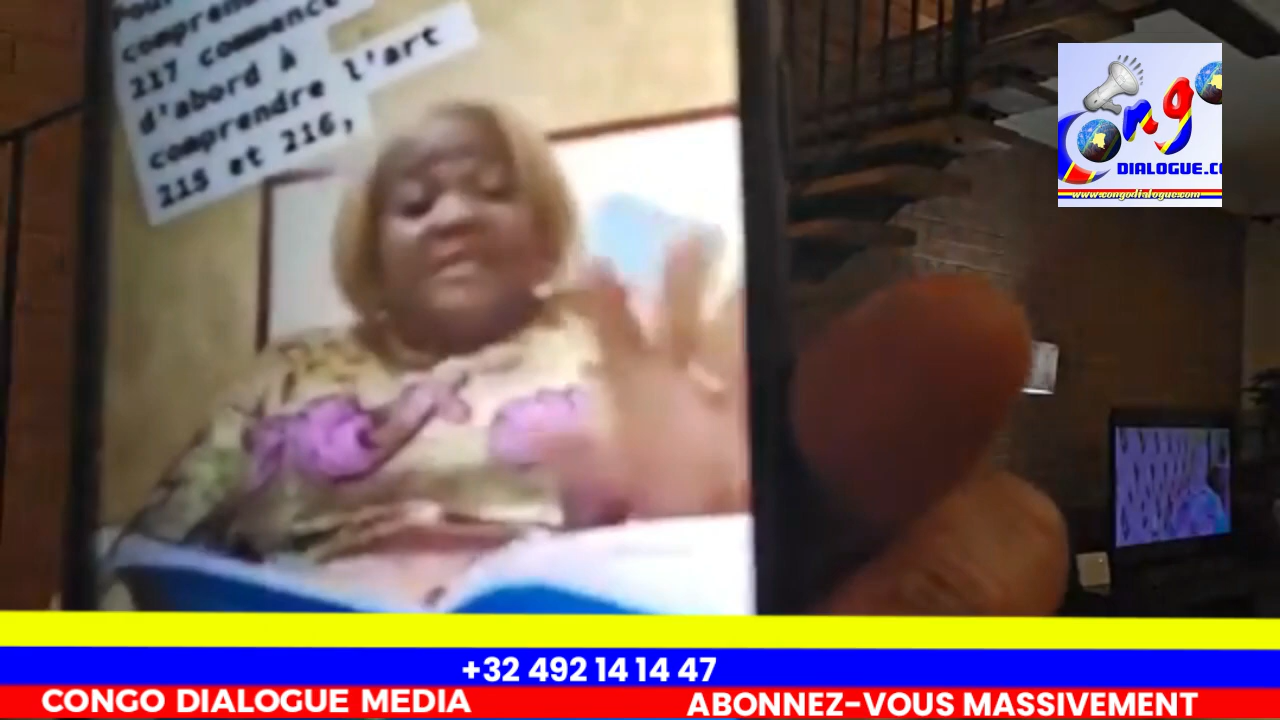 comprend
217 commence
d'abord à
comprendre l'art
215 et 216,
DIALOGUE.C
www.congodialogue.com
+32 492 14 14 47
CONGO DIALOGUE MEDIA
ABONNEZ-VOUS MASSIVEMENT